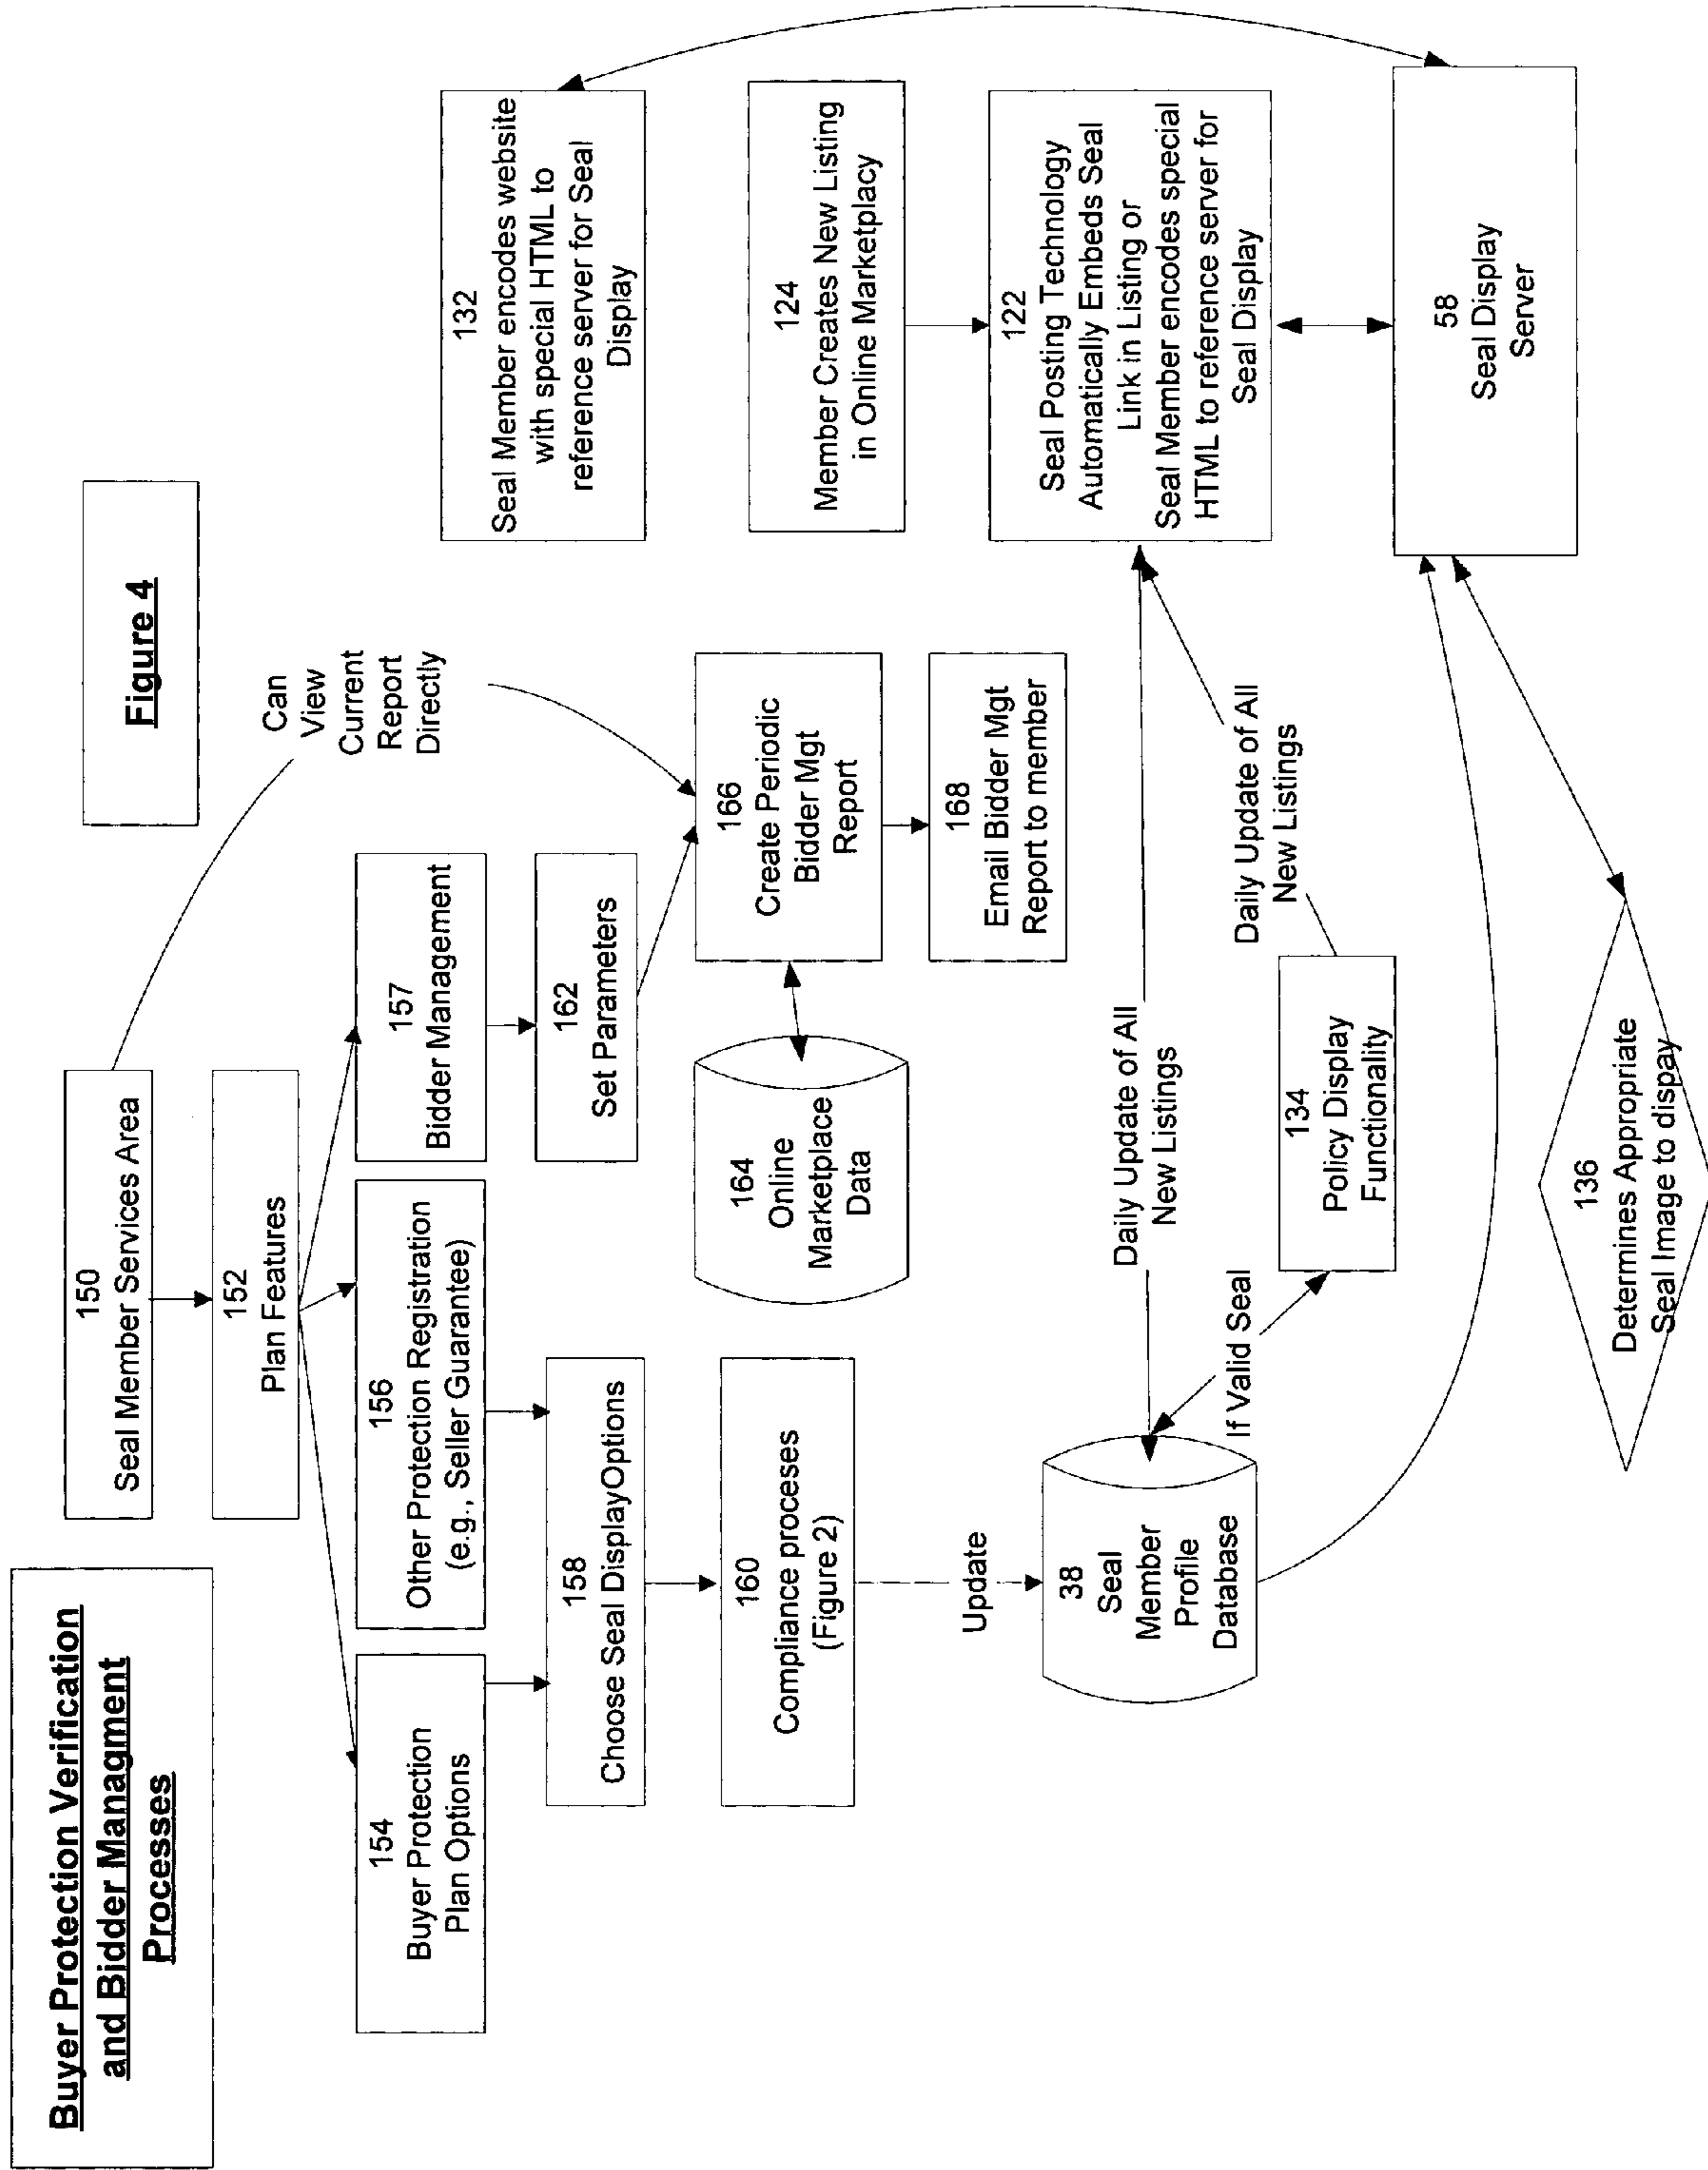 Buyer Protection Verification
and Bidder Managment
Processes
Figure 4
150
Seal Member Services Area
152
Plan Features
Can
View
Current
Report
Directly
154
Buyer Protection
Plan Options
156
Other Protection Registration
(e.g., Seller Guarantee)
157
Bidder Management
158
Choose Seal DisplayOptions
162
Set Parameters
160
Compliance proceses
(Figure 2)
164
Online
Marketplace
Data
166
Create Periodic
Bidder Mgt
Report
168
Email Bidder Mgt
Report to member
132
Seal Member encodes website
with special HTML to
reference server for Seal
Display
124
Member Creates New Listing
in Online Marketplacy
122
Seal Posting Technology
Automatically Embeds Seal
Link in Listing or
Seal Member encodes special
HTML to reference server for
Seal Display
Update
38
Seal
Member
Profile
Database
Daily Update of All
New Listings
If Valid Seal
134
Policy Display
Functionality
Daily Update of All
New Listings
58
Seal Display
Server
136
Determines Appropriate
Seal Image to dispay